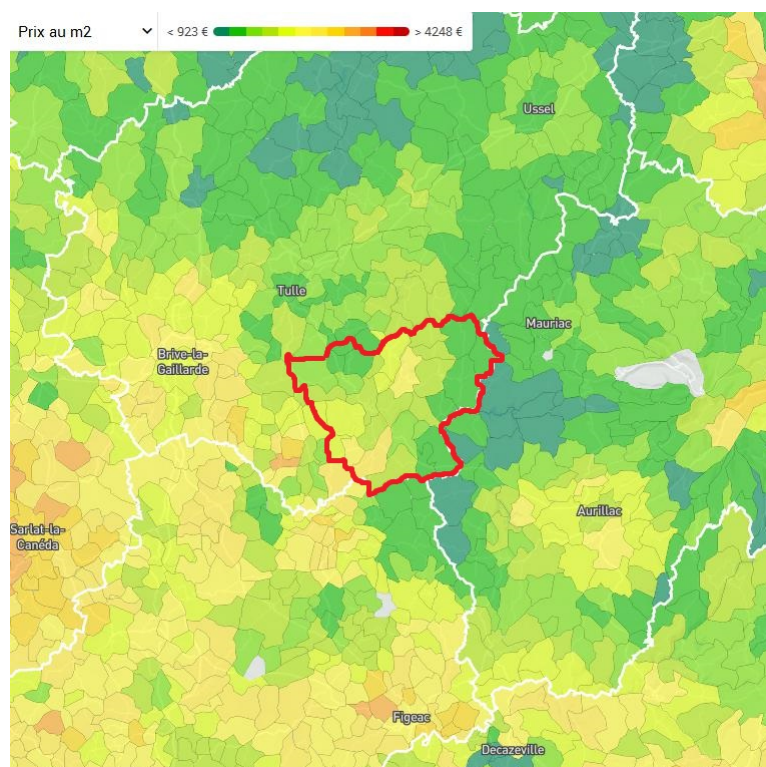 Prix au m2
< 923 € > 4248 €
Ussel
Tulle
Mauriac
Brive-la-
Gaillarde
Aurillac
Sarlat-la-
Canéda
Figeac
Decazeville